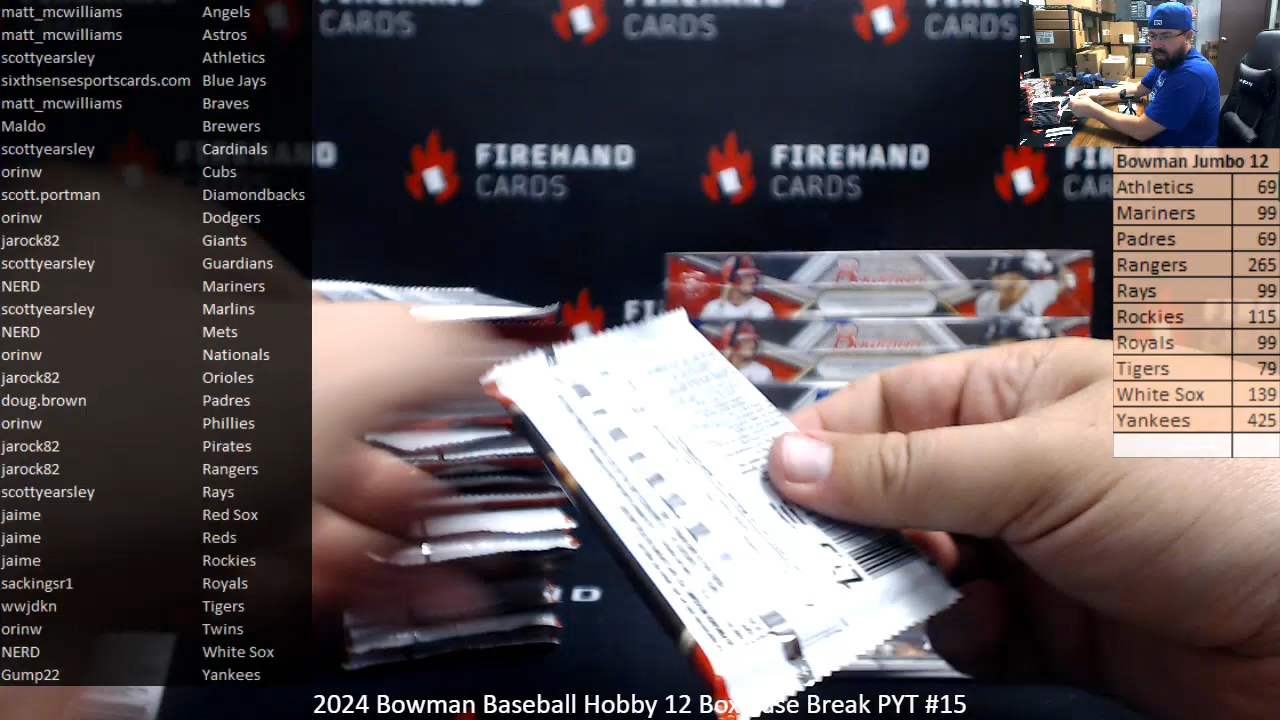 matt_mcwilliams Angels
matt_mcwilliams Astros
scottyearsley Athletics
sixthsensesportscards.com Blue Jays
matt_mcwilliams Braves
Maldo Brewers
scottyearsley Cardinals
orinw Cubs
scott.portman Diamondbacks
orinw Dodgers
jarock82 Giants
scottyearsley Guardians
NERD Mariners
scottyearsley Marlins
NERD Mets
orinw Nationals
jarock82 Orioles
doug.brown Padres
orinw Phillies
jarock82 Pirates
jarock82 Rangers
scottyearsley Rays
jaime Red Sox
jaime Reds
jaime Rockies
sackingsr1 Royals
wwjdkn Tigers
orinw Twins
NERD White Sox
Gump22 Yankees
CARDS
CARDS
CARDS
FIREHAND
CARDS
FIREHAND
CARDS
Bowman
Bowman
Bowman Jumbo 12
Athletics 69
Mariners 99
Padres 69
Rangers 265
Rays 99
Rockies 115
Royals 99
Tigers 79
White Sox 139
Yankees 425
2024 Bowman Baseball Hobby 12 Box Break PYT #15